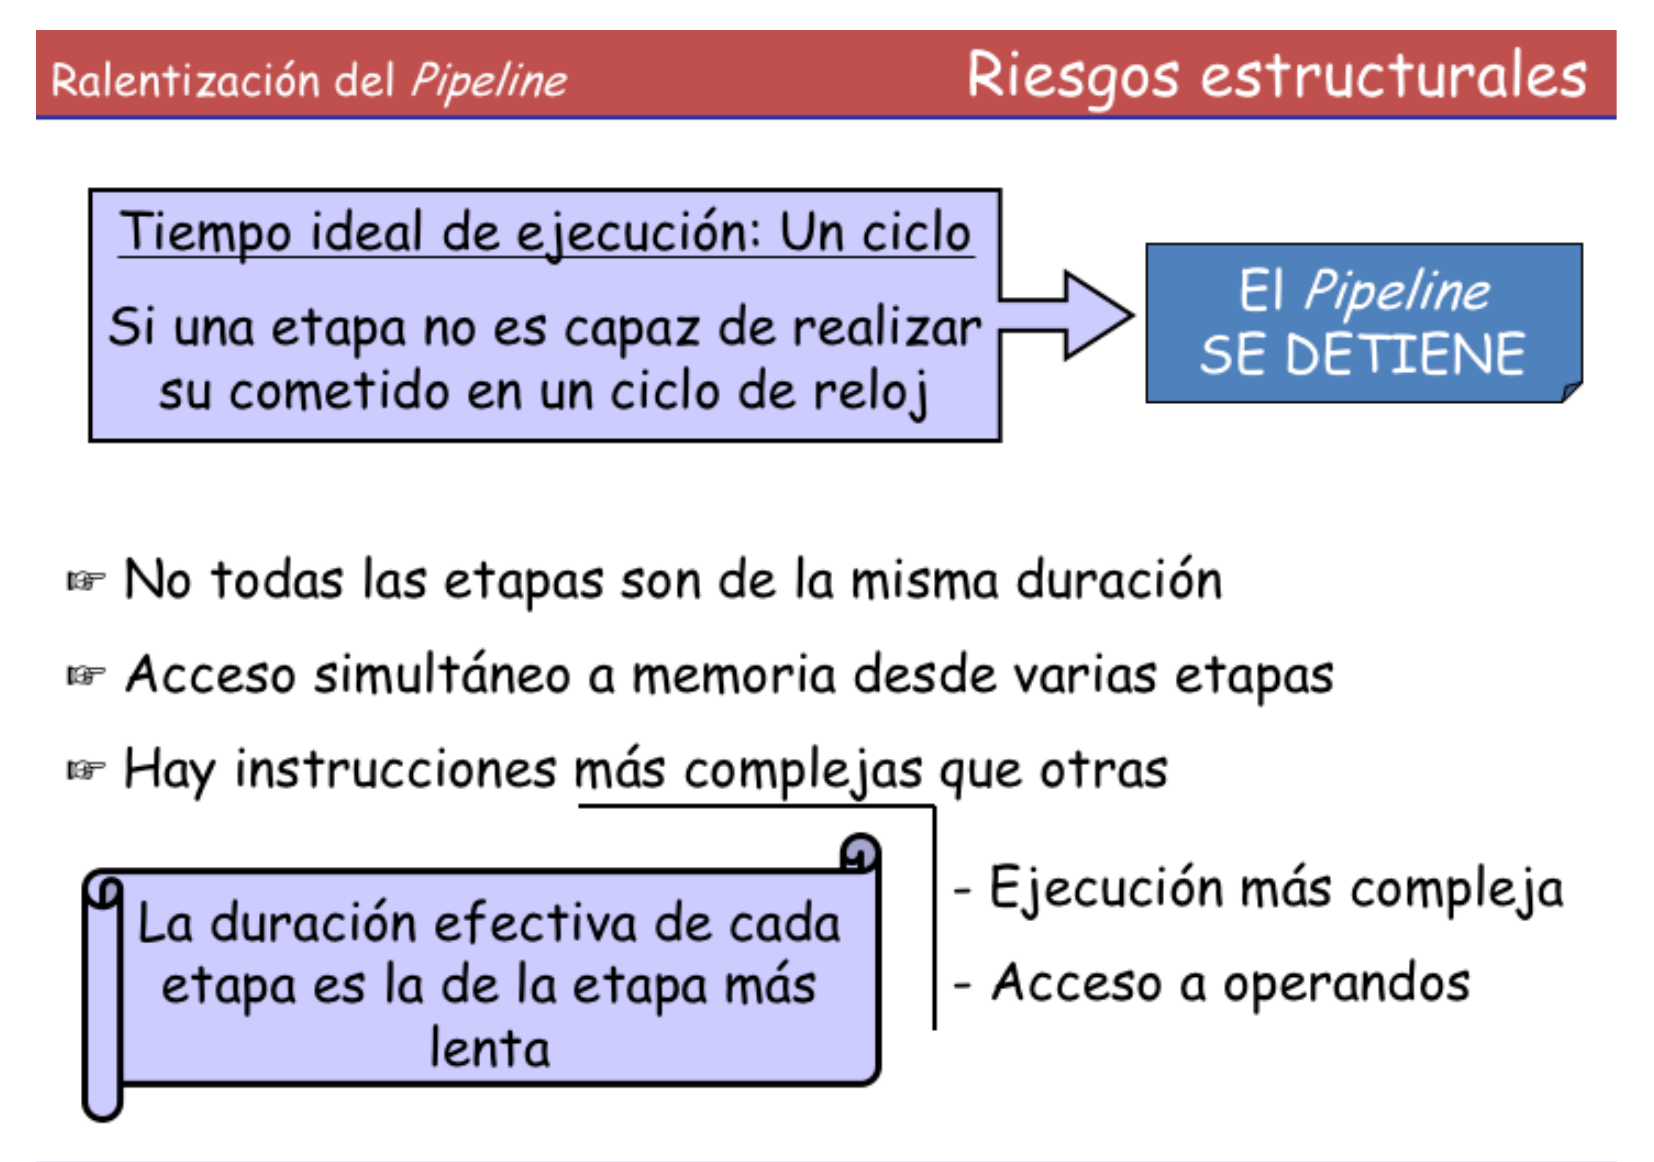 Ralentización del Pipeline
Riesgos estructurales
Tiempo ideal de ejecución: Un ciclo
Si una etapa no es capaz de realizar
su cometido en un ciclo de reloj
El Pipeline
SE DETIENE
☞ No todas las etapas son de la misma duración
☞ Acceso simultáneo a memoria desde varias etapas
☞ Hay instrucciones más complejas que otras
- Ejecución más compleja
- Acceso a operandos
La duración efectiva de cada
etapa es la de la etapa más
lenta